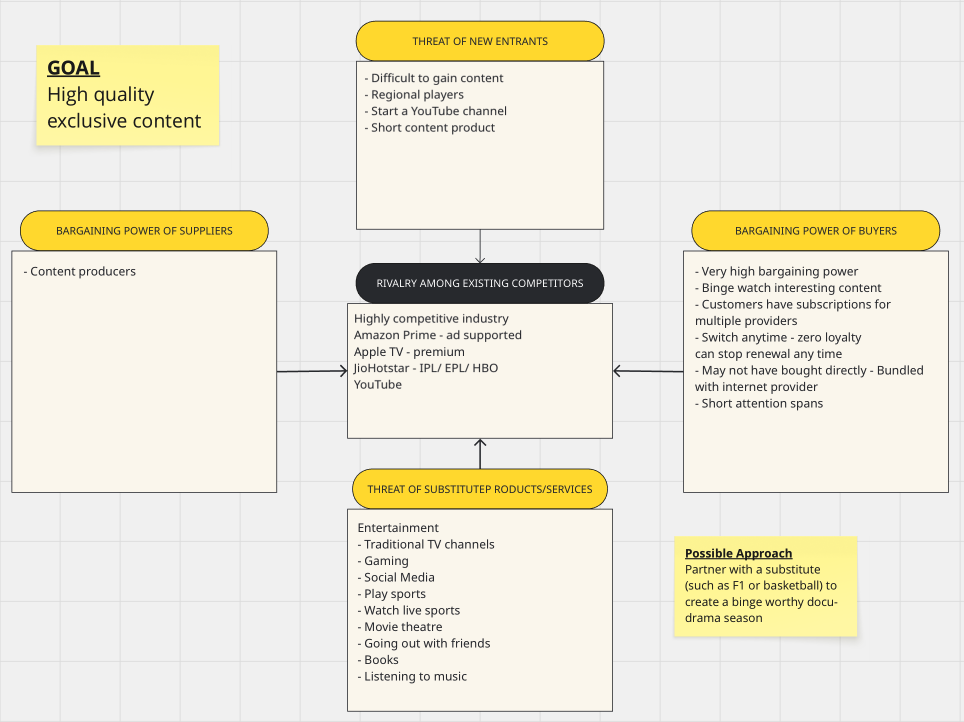 GOAL
High quality
exclusive content
THREAT OF NEW ENTRANTS
- Difficult to gain content
- Regional players
- Start a YouTube channel
- Short content product
BARGAINING POWER OF SUPPLIERS
- Content producers
RIVALRY AMONG EXISTING COMPETITORS
Highly competitive industry
Amazon Prime - ad supported
Apple TV - premium
JioHotstar - IPL/ EPL/ HBO
YouTube
BARGAINING POWER OF BUYERS
- Very high bargaining power
- Binge watch interesting content
- Customers have subscriptions for
multiple providers
- Switch anytime - zero loyalty
can stop renewal any time
- May not have bought directly - Bundled
with internet provider
- Short attention spans
THREAT OF SUBSTITUTEP RODUCTS/SERVICES
Entertainment
- Traditional TV channels
- Gaming
- Social Media
- Play sports
- Watch live sports
- Movie theatre
- Going out with friends
- Books
- Listening to music
Possible Approach
Partner with a substitute
(such as F1 or basketball) to
create a binge worthy docu-
drama season